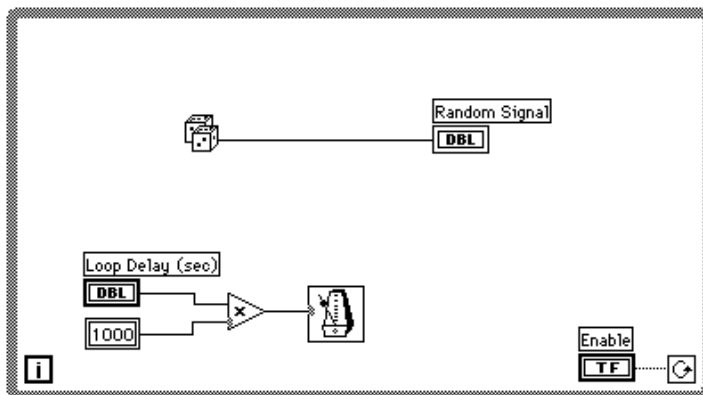 Random Signal
DBL
Loop Delay (sec)
DBL
1000
x
Enable
TF
i